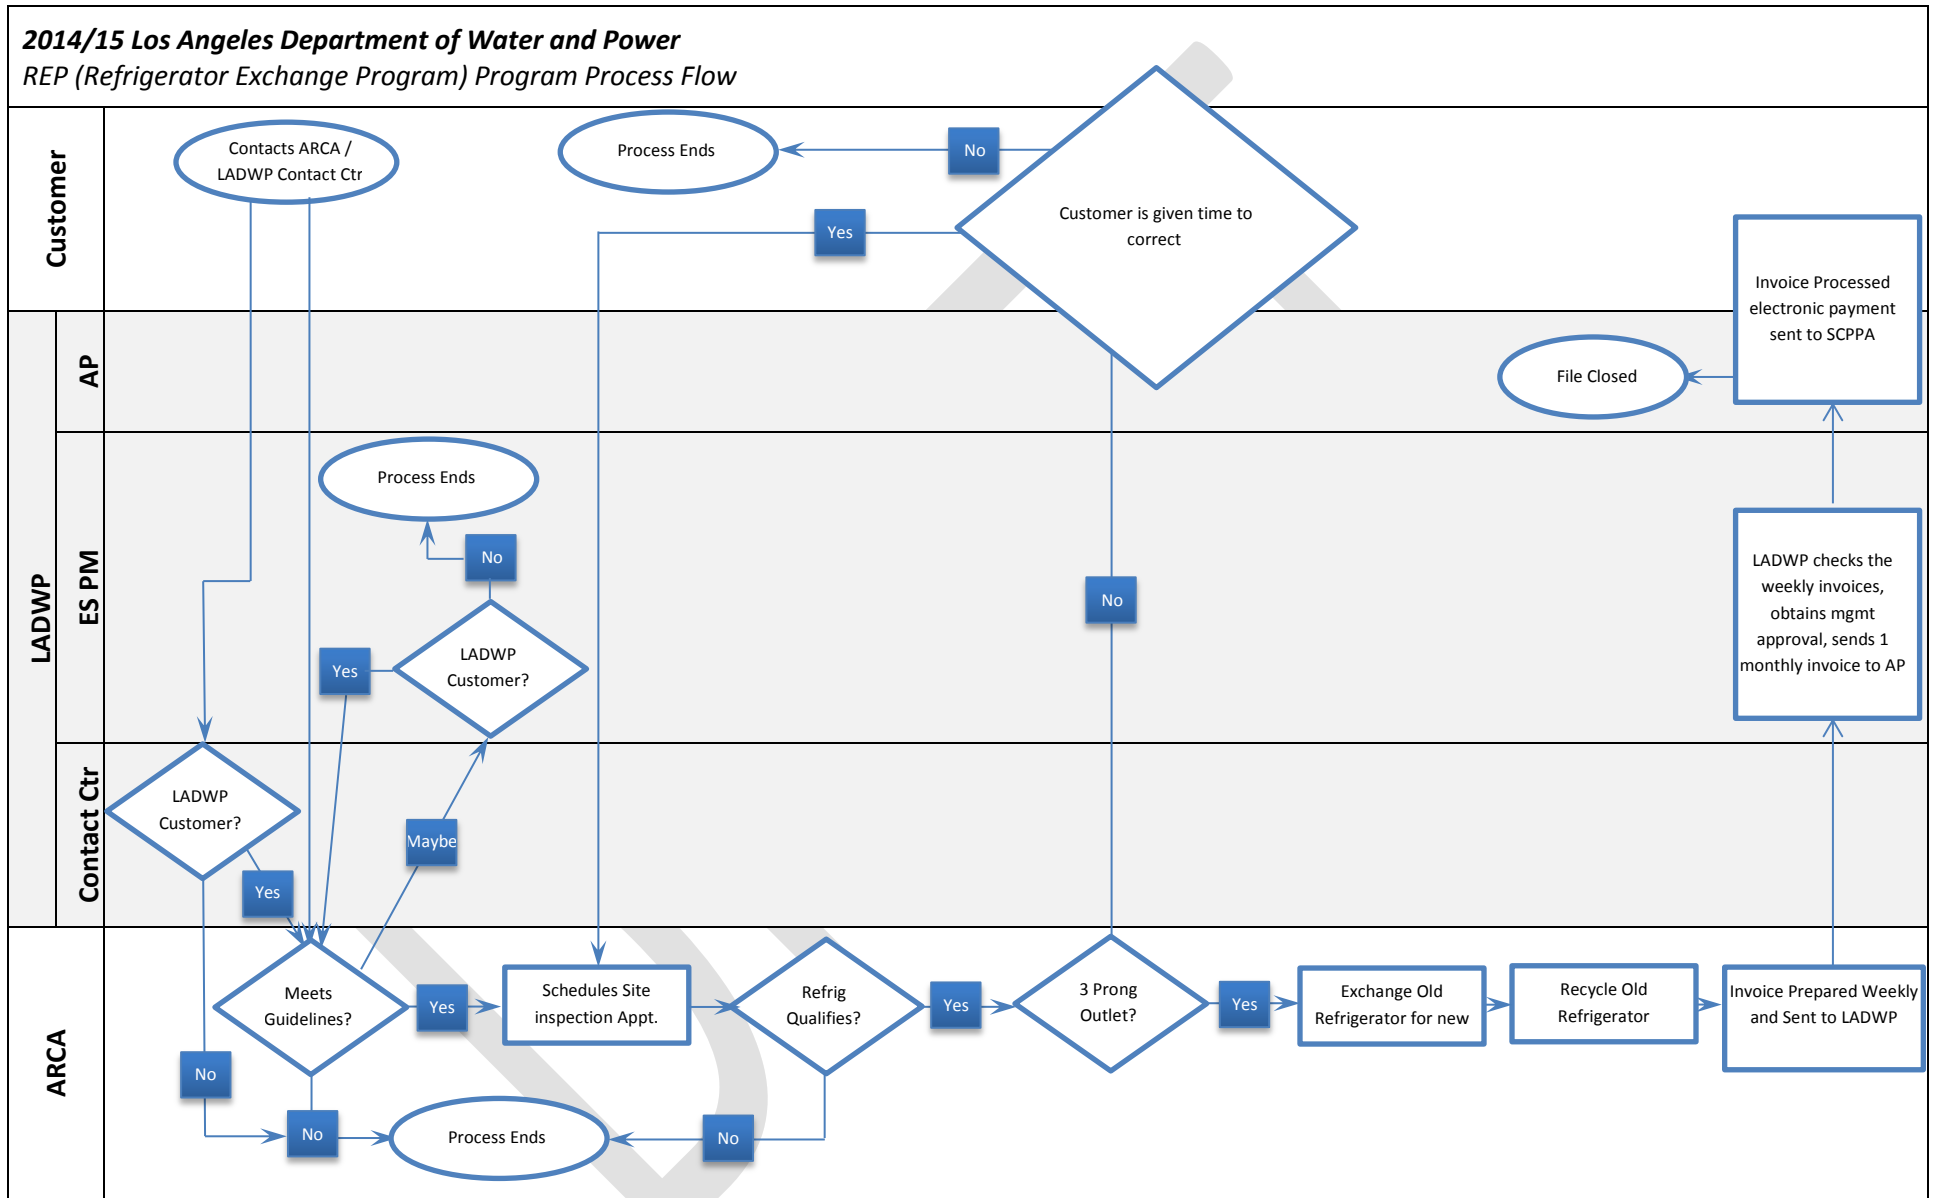 2014/15 Los Angeles Department of Water and Power
REP (Refrigerator Exchange Program) Program Process Flow
Customer
Contacts ARCA /
LADWP Contact Ctr
Process Ends
No
Yes
Customer is given time to
correct
Invoice Processed
electronic payment
sent to SCPPA
LADWP
AP
File Closed
ES PM
Process Ends
No
LADWP
Customer?
Yes
No
LADWP checks the
weekly invoices,
obtains mgmt
approval, sends 1
monthly invoice to AP
Contact Ctr
LADWP
Customer?
Yes
Maybe
ARCA
Meets
Guidelines?
Yes
Schedules Site
inspection Appt.
Refrig
Qualifies?
Yes
3 Prong
Outlet?
Yes
Exchange Old
Refrigerator for new
Recycle Old
Refrigerator
Invoice Prepared Weekly
and Sent to LADWP
No
No
Process Ends
No